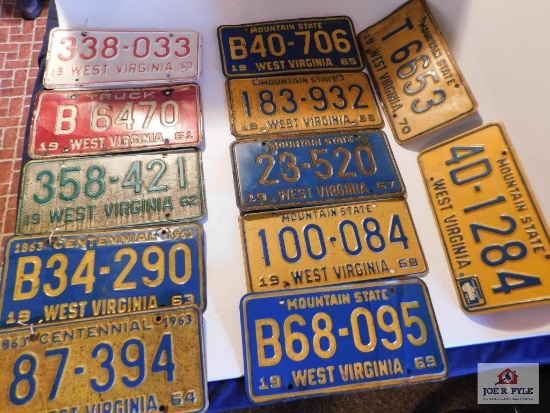 338-033
19 WEST VIRGINIA
TRUCK
B 6470
19 WEST VIRGINIA 61
358-421
19 WEST VIRGINIA 62
1863 CENTENNIAL 1963
B34-290
19 WEST VIRGINIA 63
1863 CENTENNIAL 1963
87-394
WEST VIRGINIA 64
MOUNTAIN STATE
B40-706
19 WEST VIRGINIA 65
MOUNTAIN STATE
183-932
19 WEST VIRGINIA 66
MOUNTAIN STATE
23-520
19 WEST VIRGINIA 67
MOUNTAIN STATE
100-084
19 WEST VIRGINIA 68
MOUNTAIN STATE
B68-095
19 WEST VIRGINIA 69
MOUNTAIN STATE
T 6653
19 WEST VIRGINIA 70
MOUNTAIN STATE
4D-1284
WEST VIRGINIA
JOE R. PYLE